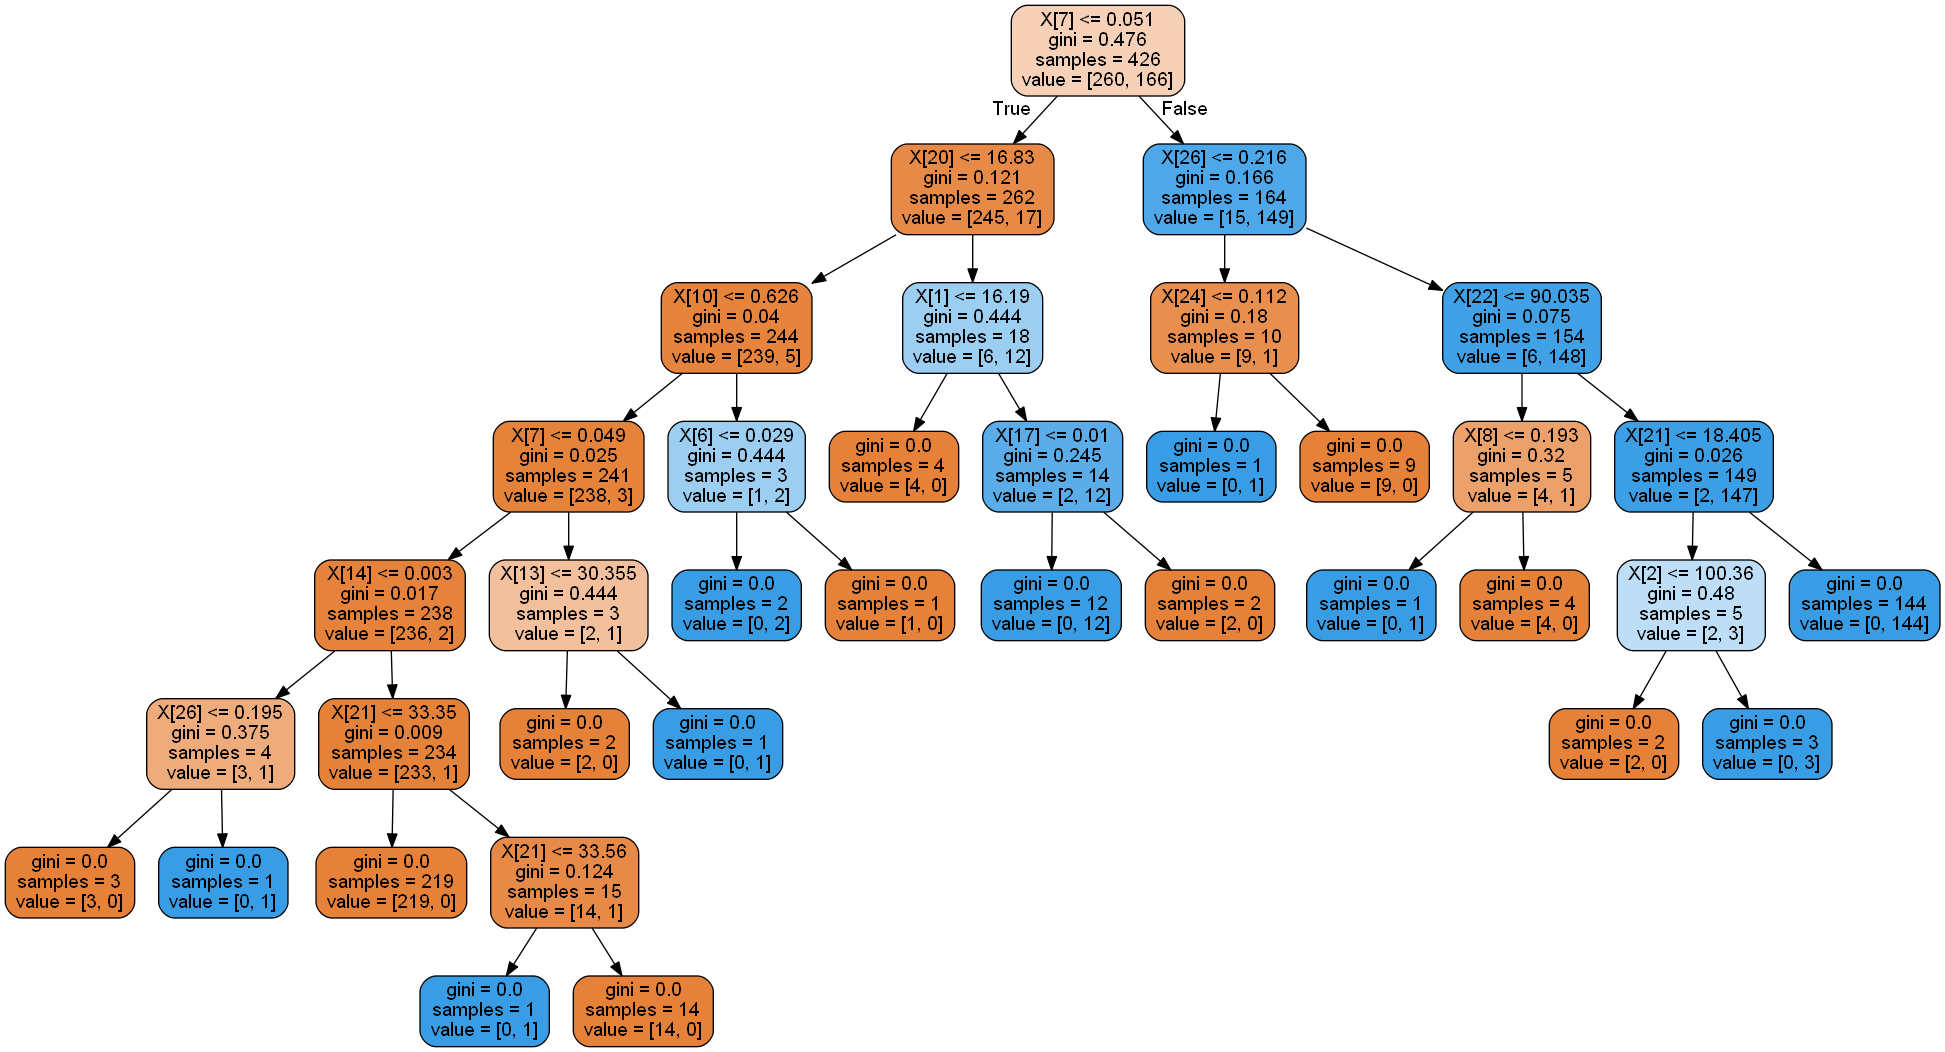 X[7] <= 0.051
gini = 0.476
samples = 426
value = [260, 166]
True
False
X[20] <= 16.83
gini = 0.121
samples = 262
value = [245, 17]
X[26] <= 0.216
gini = 0.166
samples = 164
value = [15, 149]
X[10] <= 0.626
gini = 0.04
samples = 244
value = [239, 5]
X[1] <= 16.19
gini = 0.444
samples = 18
value = [6, 12]
X[24] <= 0.112
gini = 0.18
samples = 10
value = [9, 1]
X[22] <= 90.035
gini = 0.075
samples = 154
value = [6, 148]
X[7] <= 0.049
gini = 0.025
samples = 241
value = [238, 3]
X[6] <= 0.029
gini = 0.444
samples = 3
value = [1, 2]
gini = 0.0
samples = 4
value = [4, 0]
X[17] <= 0.01
gini = 0.245
samples = 14
value = [2, 12]
gini = 0.0
samples = 1
value = [0, 1]
gini = 0.0
samples = 9
value = [9, 0]
X[8] <= 0.193
gini = 0.32
samples = 5
value = [4, 1]
X[21] <= 18.405
gini = 0.026
samples = 149
value = [2, 147]
X[14] <= 0.003
gini = 0.017
samples = 238
value = [236, 2]
X[13] <= 30.355
gini = 0.444
samples = 3
value = [2, 1]
gini = 0.0
samples = 2
value = [0, 2]
gini = 0.0
samples = 1
value = [1, 0]
gini = 0.0
samples = 12
value = [0, 12]
gini = 0.0
samples = 2
value = [2, 0]
gini = 0.0
samples = 1
value = [0, 1]
gini = 0.0
samples = 4
value = [4, 0]
X[2] <= 100.36
gini = 0.48
samples = 5
value = [2, 3]
gini = 0.0
samples = 144
value = [0, 144]
X[26] <= 0.195
gini = 0.375
samples = 4
value = [3, 1]
X[21] <= 33.35
gini = 0.009
samples = 234
value = [233, 1]
gini = 0.0
samples = 2
value = [2, 0]
gini = 0.0
samples = 1
value = [0, 1]
gini = 0.0
samples = 2
value = [2, 0]
gini = 0.0
samples = 3
value = [0, 3]
gini = 0.0
samples = 3
value = [3, 0]
gini = 0.0
samples = 1
value = [0, 1]
gini = 0.0
samples = 219
value = [219, 0]
X[21] <= 33.56
gini = 0.124
samples = 15
value = [14, 1]
gini = 0.0
samples = 1
value = [0, 1]
gini = 0.0
samples = 14
value = [14, 0]